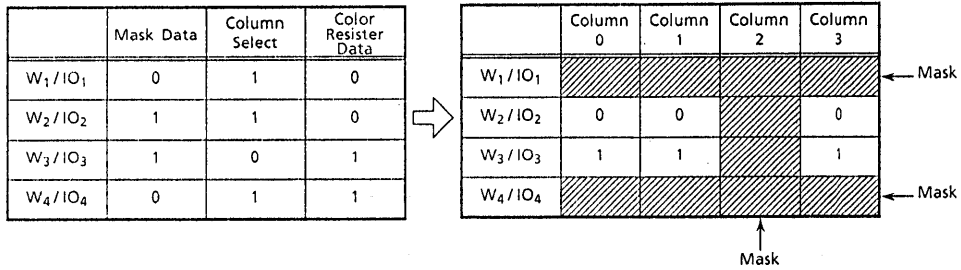 Mask Data Column Select Color Resister Data
W₁/IO₁ 0 1 0
W₂/IO₂ 1 1 0
W₃/IO₃ 1 0 1
W₄/IO₄ 0 1 1
Column 0 Column 1 Column 2 Column 3
W₁/IO₁ Mask
W₂/IO₂ 0 0 0
W₃/IO₃ 1 1 1
W₄/IO₄ Mask
Mask